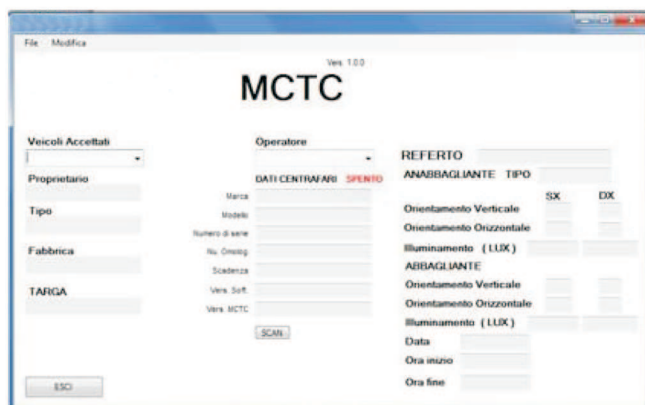 File Modifica
Vers. 1.0.0
MCTC
Veicoli Accettati
Proprietario
Tipo
Fabbrica
TARGA
ESCI
Operatore
DATI CENTRAFARI SPENTO
Marca
Modello
Numero di serie
Nu. Omolog.
Scadenza
Vers. Soft.
Vers. MCTC
SCAN
REFERTO
ANABBAGLIANTE TIPO
SX DX
Orientamento Verticale
Orientamento Orizzontale
Illuminamento ( LUX )
ABBAGLIANTE
Orientamento Verticale
Orientamento Orizzontale
Illuminamento ( LUX )
Data
Ora inizio
Ora fine